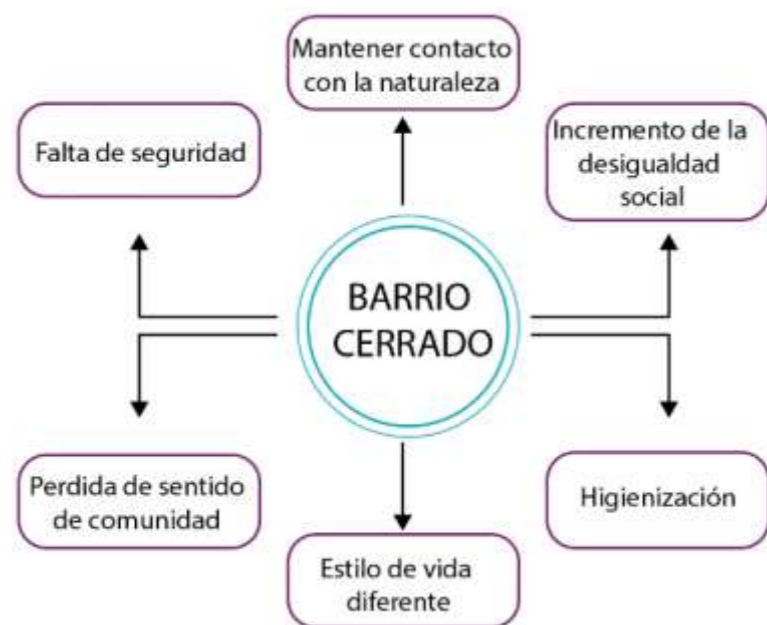 Mantener contacto
con la naturaleza
Falta de seguridad
Incremento de la
desigualdad
social
BARRIO
CERRADO
Perdida de sentido
de comunidad
Higienización
Estilo de vida
diferente